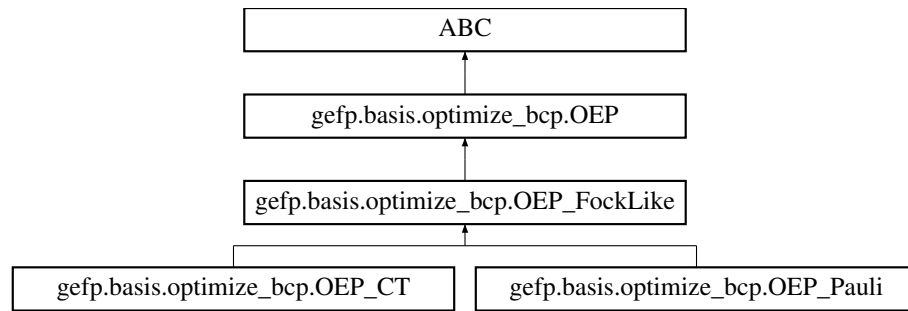 ABC
gefp.basis.optimize_bcp.OEP
gefp.basis.optimize_bcp.OEP_FockLike
gefp.basis.optimize_bcp.OEP_CT
gefp.basis.optimize_bcp.OEP_Pauli